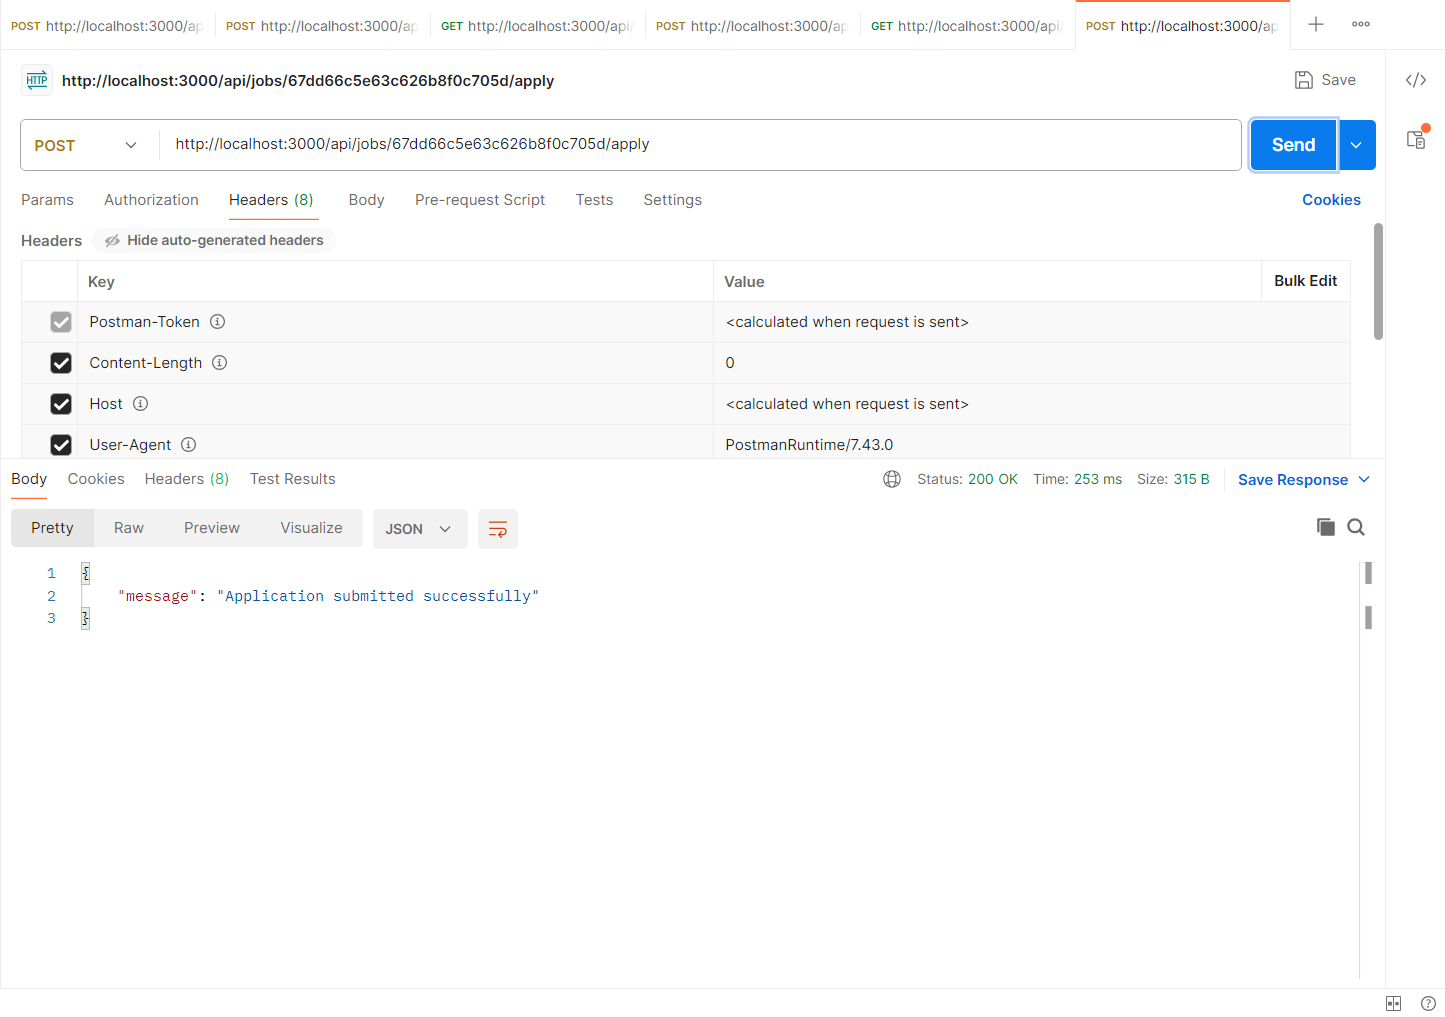 POST http://localhost:3000/ap POST http://localhost:3000/ap GET http://localhost:3000/api/ POST http://localhost:3000/ap GET http://localhost:3000/api/ POST http://localhost:3000/ap
HTTP http://localhost:3000/api/jobs/67dd66c5e63c626b8f0c705d/apply Save
POST http://localhost:3000/api/jobs/67dd66c5e63c626b8f0c705d/apply Send
Params Authorization Headers (8) Body Pre-request Script Tests Settings Cookies
Headers Hide auto-generated headers
Key Value Bulk Edit
Postman-Token <calculated when request is sent>
Content-Length 0
Host <calculated when request is sent>
User-Agent PostmanRuntime/7.43.0
Body Cookies Headers (8) Test Results Status: 200 OK Time: 253 ms Size: 315 B Save Response
Pretty Raw Preview Visualize JSON
1 {
2 "message": "Application submitted successfully"
3 }